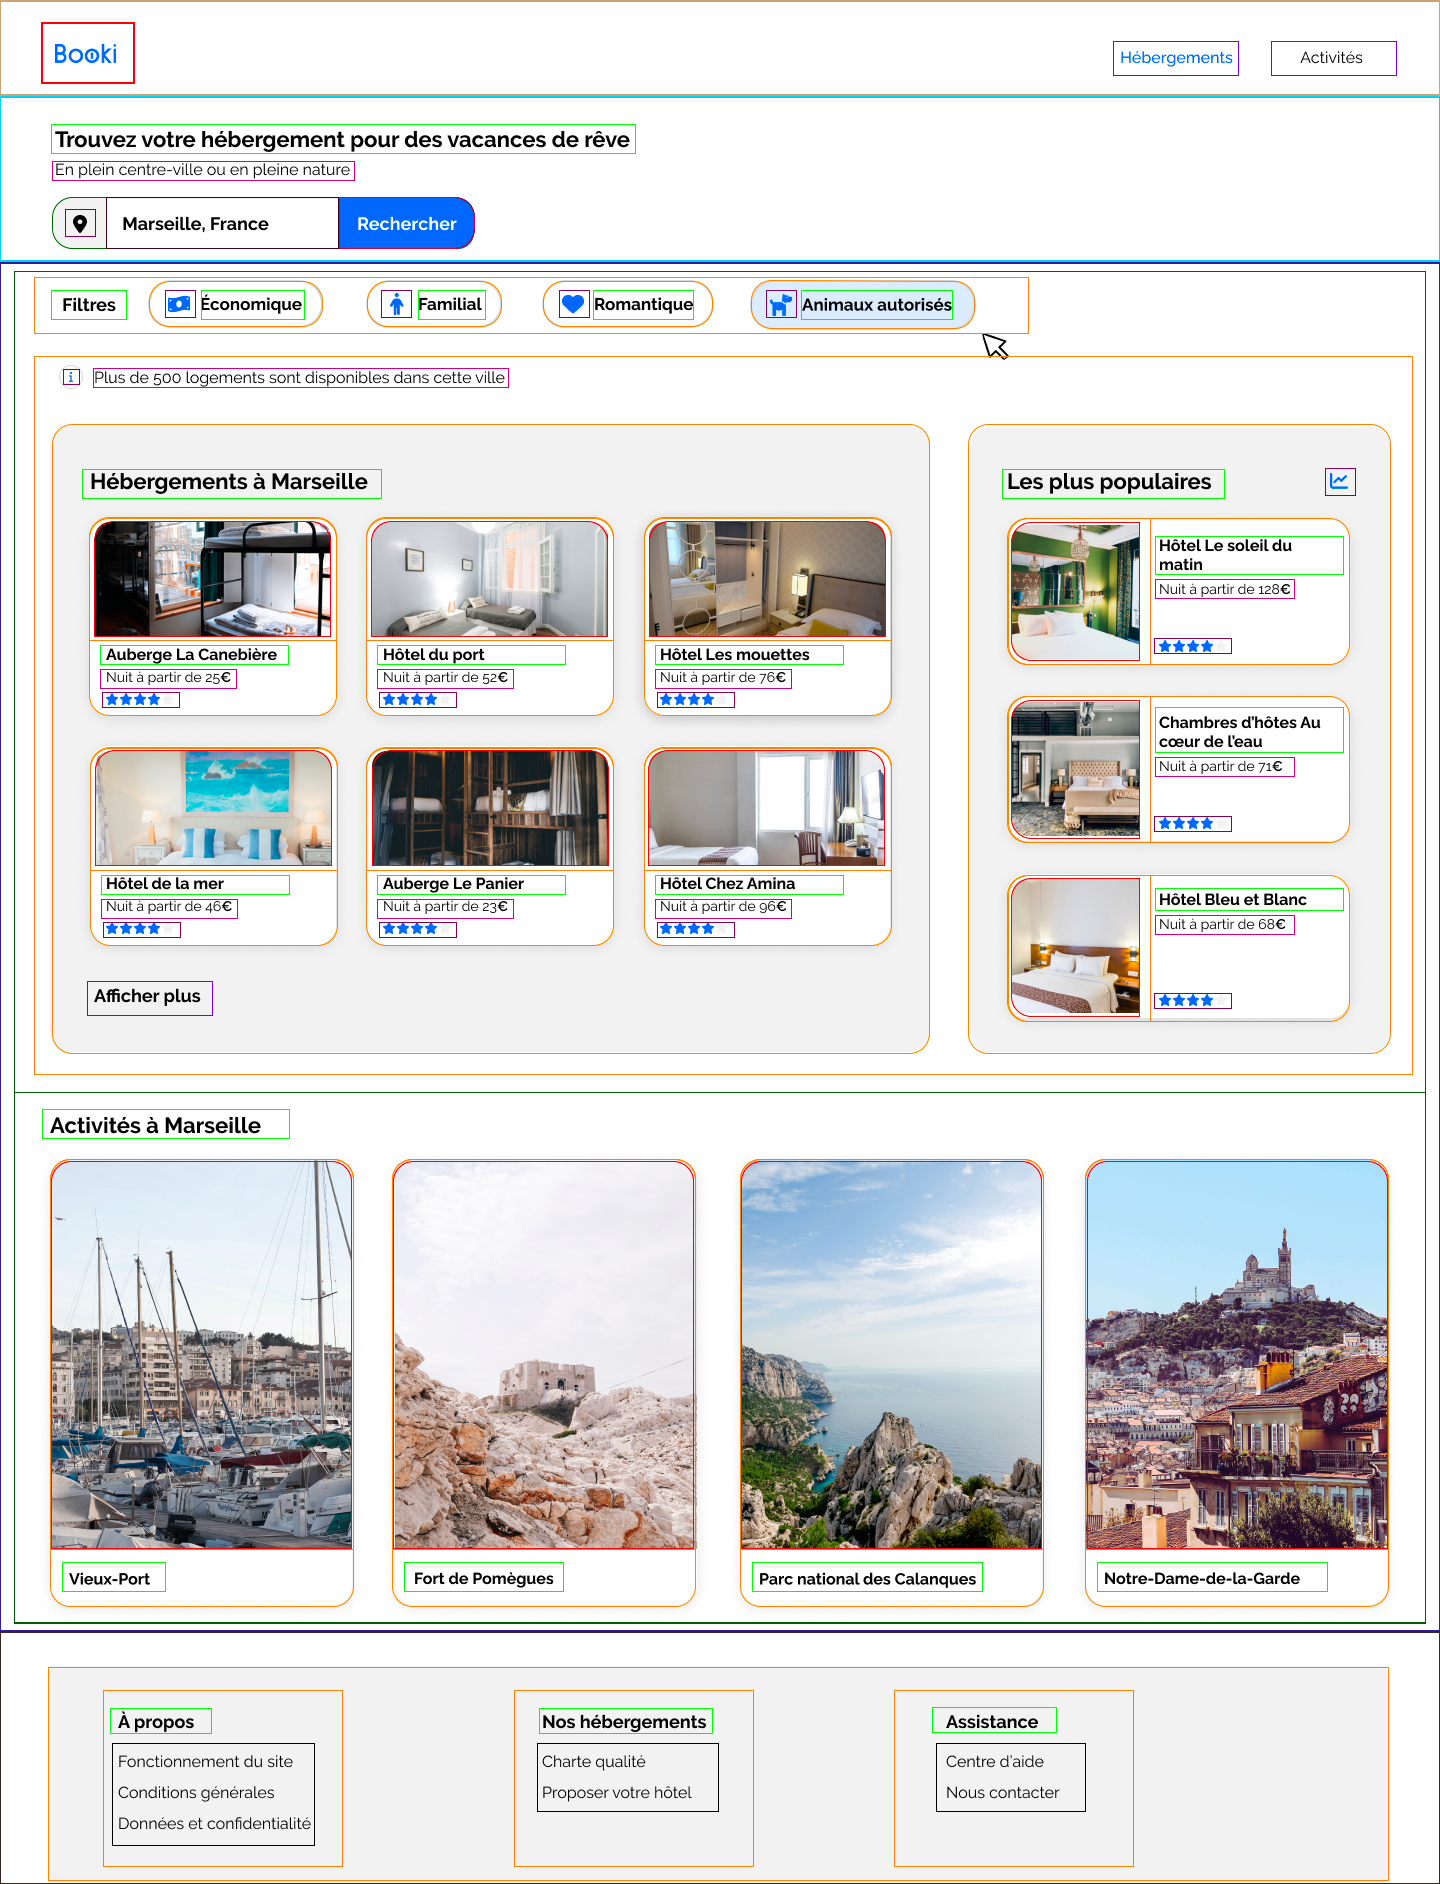 Booki
Hébergements
Activités
Trouvez votre hébergement pour des vacances de rêve
En plein centre-ville ou en pleine nature
Marseille, France
Rechercher
Filtres
Économique
Familial
Romantique
Animaux autorisés
Plus de 500 logements sont disponibles dans cette ville
Hébergements à Marseille
Auberge La Canebière
Nuit à partir de 25€
Hôtel du port
Nuit à partir de 52€
Hôtel Les mouettes
Nuit à partir de 76€
Hôtel de la mer
Nuit à partir de 46€
Auberge Le Panier
Nuit à partir de 23€
Hôtel Chez Amina
Nuit à partir de 96€
Afficher plus
Les plus populaires
Hôtel Le soleil du
matin
Nuit à partir de 128€
Chambres d'hôtes Au
cœur de l'eau
Nuit à partir de 71€
Hôtel Bleu et Blanc
Nuit à partir de 68€
Activités à Marseille
Vieux-Port
Fort de Pomègues
Parc national des Calanques
Notre-Dame-de-la-Garde
À propos
Fonctionnement du site
Conditions générales
Données et confidentialité
Nos hébergements
Charte qualité
Proposer votre hôtel
Assistance
Centre d'aide
Nous contacter